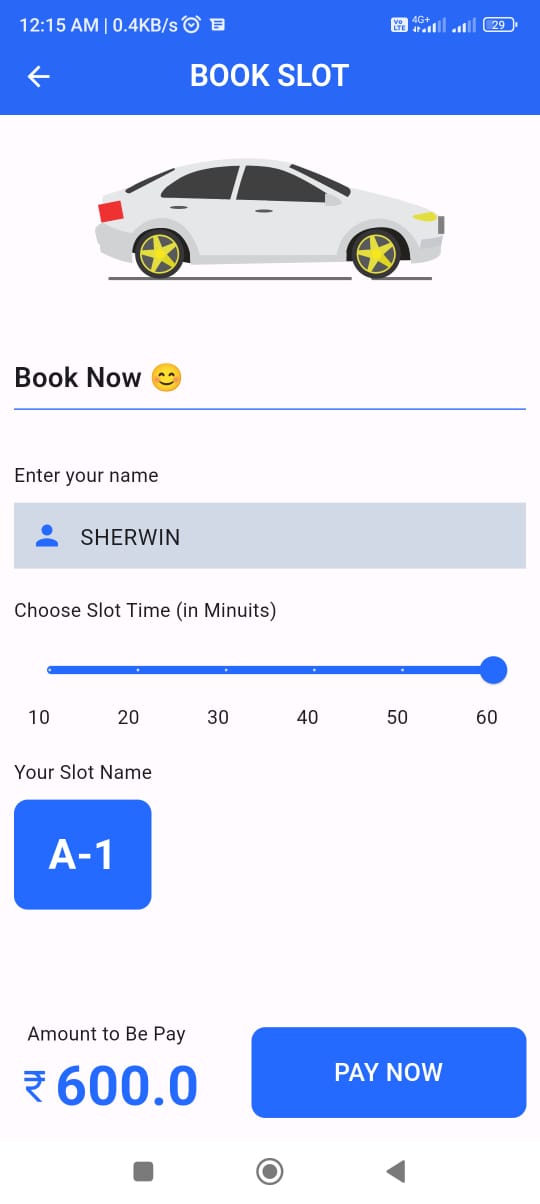 12:15 AM | 0.4KB/s
Vo LTE 4G+ 29
BOOK SLOT
Book Now 😊
Enter your name
SHERWIN
Choose Slot Time (in Minuits)
10 20 30 40 50 60
Your Slot Name
A-1
Amount to Be Pay
₹ 600.0
PAY NOW